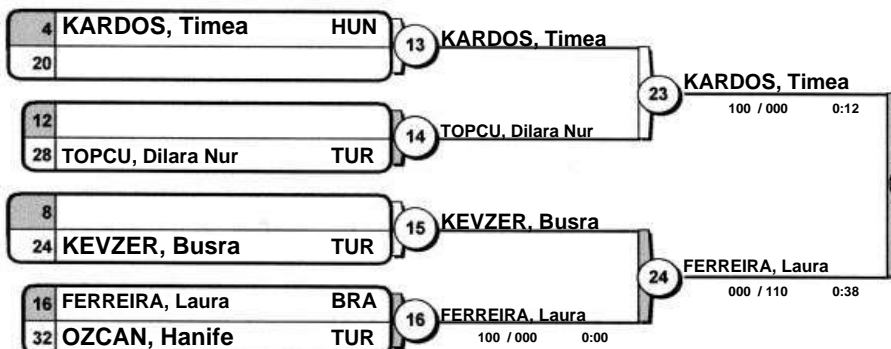 4 KARDOS, Timea HUN
20
13 KARDOS, Timea
23 KARDOS, Timea
100 / 000 0:12
12
28 TOPCU, Dilara Nur TUR
14 TOPCU, Dilara Nur
8
24 KEVZER, Busra TUR
15 KEVZER, Busra
24 FERREIRA, Laura
000 / 110 0:38
16 FERREIRA, Laura BRA
32 OZCAN, Hanife TUR
16 FERREIRA, Laura
100 / 000 0:00